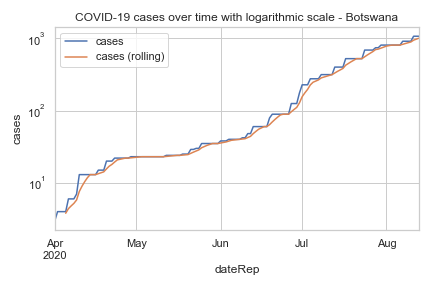 COVID-19 cases over time with logarithmic scale - Botswana
cases
cases (rolling)
10³
10²
10¹
cases
Apr
2020
May
Jun
Jul
Aug
dateRep